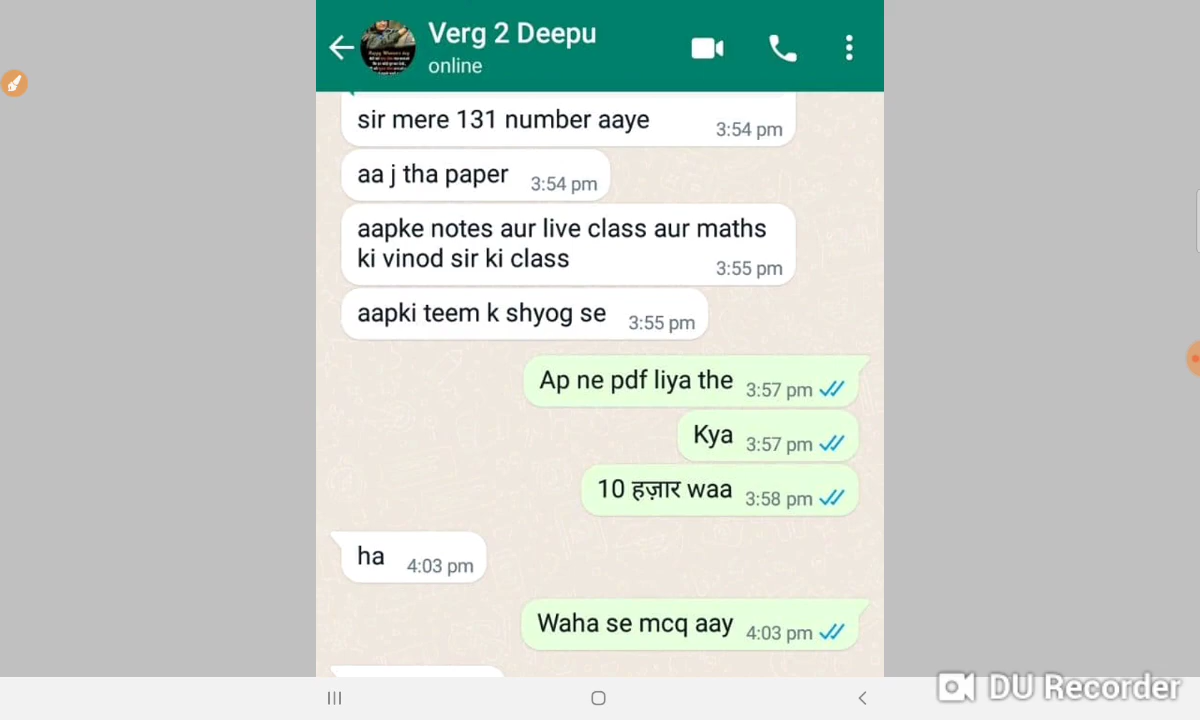 Verg 2 Deepu
online
sir mere 131 number aaye
3:54 pm
aa j tha paper
3:54 pm
aapke notes aur live class aur maths
ki vinod sir ki class
3:55 pm
aapki teem k shyog se
3:55 pm
Ap ne pdf liya the
3:57 pm
Kya
3:57 pm
10 हज़ार waa
3:58 pm
ha
4:03 pm
Waha se mcq aay
4:03 pm
DU Recorder